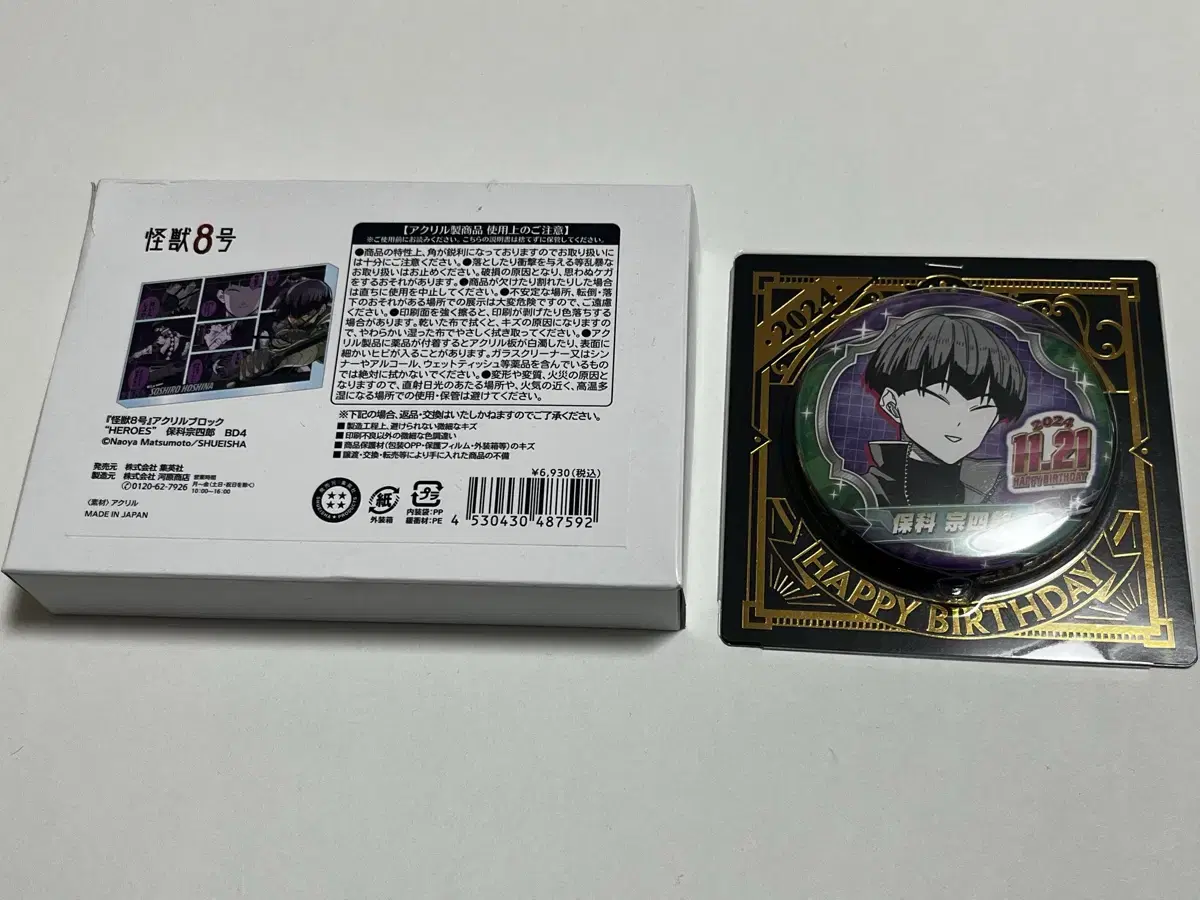 怪獣8号
SOSHIRO HOSHINA
『怪獣8号』アクリルブロック
"HEROES" 保科宗四郎 BD4
©Naoya Matsumoto/SHUEISHA
発売元 株式会社 集英社
製造元 株式会社 河原商店 営業時間
✆0120-62-7926 月〜金(土日・祝日を除く)
10:00〜16:00
〈素材〉アクリル
MADE IN JAPAN
【アクリル製商品 使用上のご注意】
※ご使用前にお読みください。こちらの説明書は捨てずに保管してください。
●商品の特性上、角が鋭利になっておりますのでお取り扱いに
は十分にご注意ください。●落としたり衝撃を与える等乱暴な
お取り扱いはお止めください。破損の原因となり、思わぬケガ
をするおそれがあります。●商品が欠けたり割れたりした場合
は直ちに使用を中止してください。●不安定な場所、転倒・落
下のおそれがある場所での展示は大変危険ですので、ご遠慮
ください。●印刷面を強く擦ると、印刷が剥げたり色落ちする
場合があります。乾いた布で拭くと、キズの原因になりますの
で、やわらかい湿った布でやさしく拭き取ってください。●アク
リル製品に薬品が付着するとアクリル板が白濁したり、表面に
細かいヒビが入ることがあります。ガラスクリーナー又はシン
ナーやアルコール、ウェットティッシュ等薬品を含んでいるもの
では絶対に拭かないでください。●変形や変質、火災の原因と
なりますので、直射日光のあたる場所や、火気の近く、高温多
湿になる場所での使用・保管は避けてください。
※下記の場合、返品・交換はいたしかねますのでご了承ください。
■製造工程上、避けられない微細なキズ
■印刷不良以外の微細な色調違い
■商品保護材(包装OPP・保護フィルム・外装箱等)のキズ
■譲渡・交換・転売等により手に入れた商品の不備
¥6,930(税込)
紙
外装箱
プラ
内装袋:PP
緩衝材:PE
4 530430 487592
2024
2024
11.21
HAPPY BIRTHDAY
保科 宗四郎
HAPPY BIRTHDAY